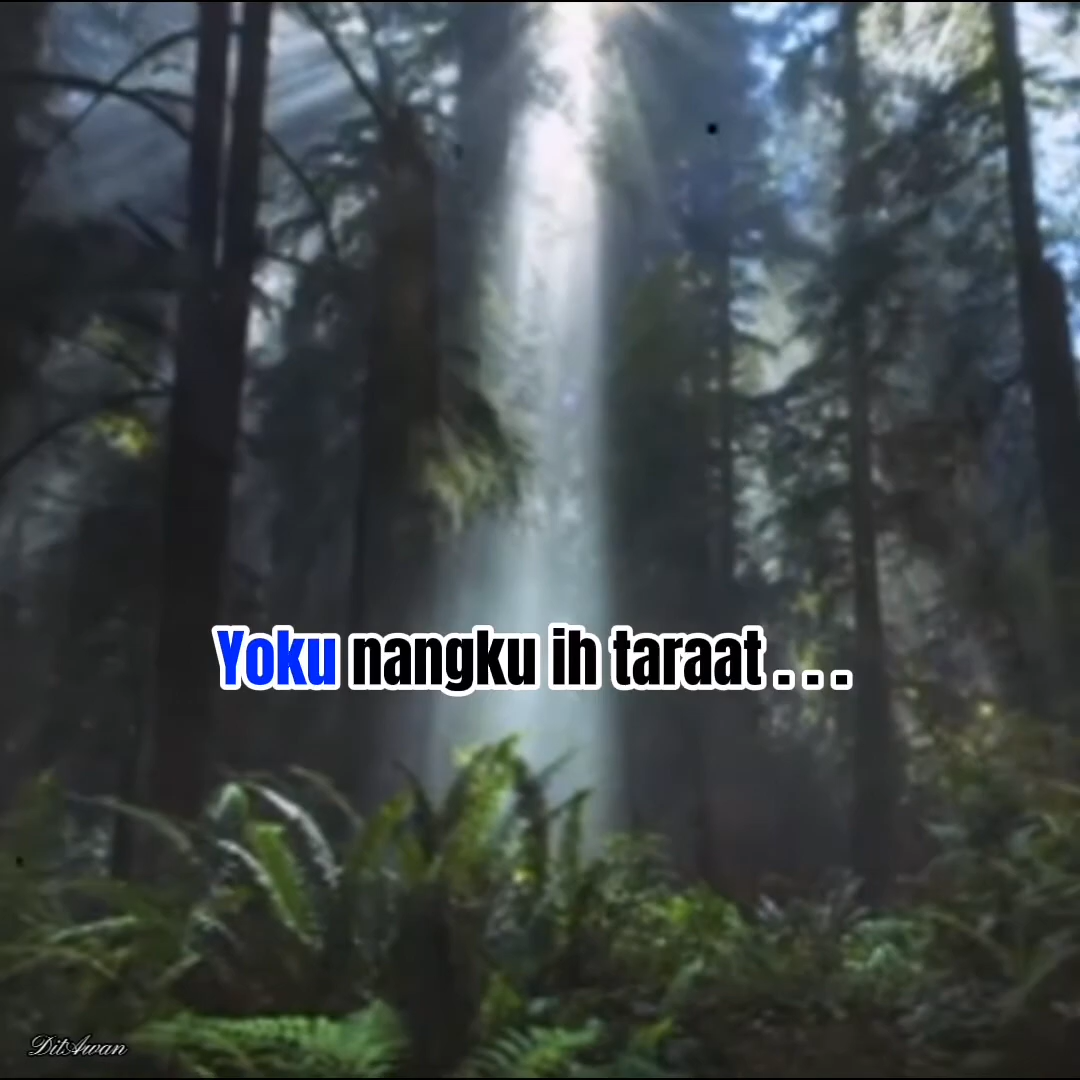 Yoku nangku ih taraat . . .
DitAwan